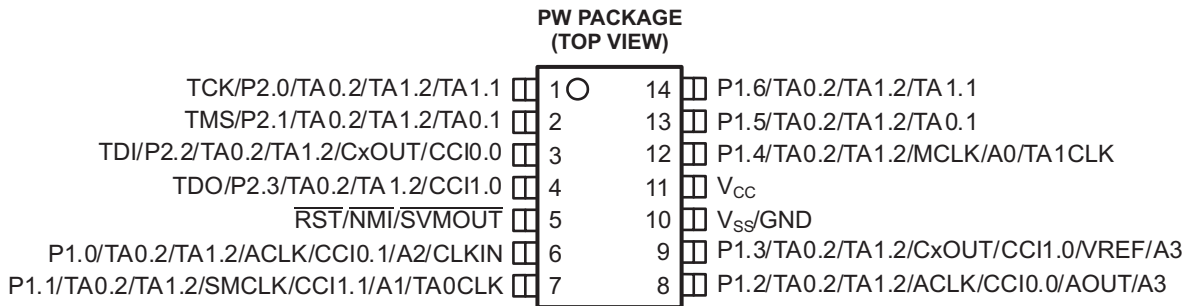 PW PACKAGE
(TOP VIEW)
TCK/P2.0/TA0.2/TA1.2/TA1.1 1 14 P1.6/TA0.2/TA1.2/TA1.1
TMS/P2.1/TA0.2/TA1.2/TA0.1 2 13 P1.5/TA0.2/TA1.2/TA0.1
TDI/P2.2/TA0.2/TA1.2/CxOUT/CCI0.0 3 12 P1.4/TA0.2/TA1.2/MCLK/A0/TA1CLK
TDO/P2.3/TA0.2/TA1.2/CCI1.0 4 11 VCC
RST/NMI/SVMOUT 5 10 VSS/GND
P1.0/TA0.2/TA1.2/ACLK/CCI0.1/A2/CLKIN 6 9 P1.3/TA0.2/TA1.2/CxOUT/CCI1.0/VREF/A3
P1.1/TA0.2/TA1.2/SMCLK/CCI1.1/A1/TA0CLK 7 8 P1.2/TA0.2/TA1.2/ACLK/CCI0.0/AOUT/A3